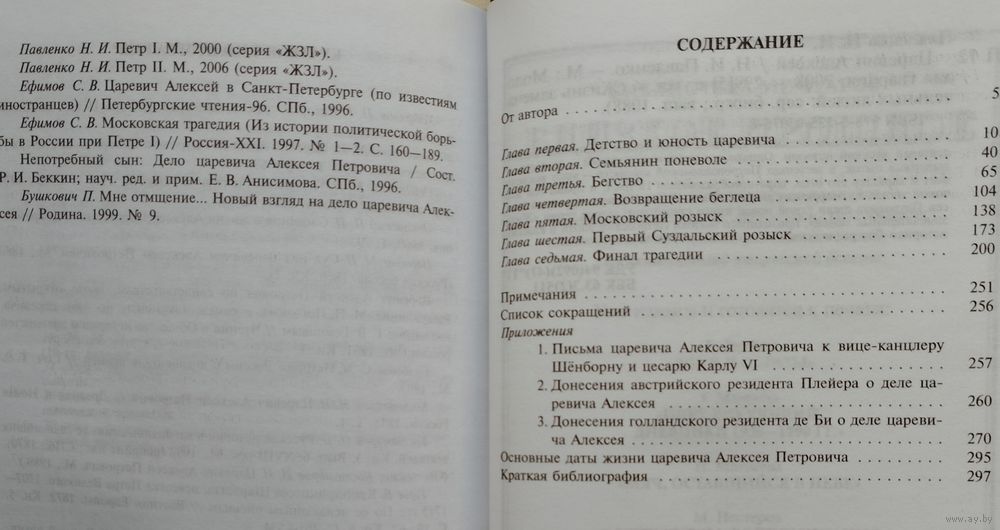 Павленко Н. И. Петр I. М., 2000 (серия «ЖЗЛ»).
Павленко Н. И. Петр II. М., 2006 (серия «ЖЗЛ»).
Ефимов С. В. Царевич Алексей в Санкт-Петербурге (по известиям
иностранцев) // Петербургские чтения-96. СПб., 1996.
Ефимов С. В. Московская трагедия (Из истории политической борь-
бы в России при Петре I) // Россия-XXI. 1997. № 1—2. С. 160—189.
Непотребный сын: Дело царевича Алексея Петровича / Сост.
Р. И. Беккин; науч. ред. и прим. Е. В. Анисимова. СПб., 1996.
Бушкович П. Мне отмщение... Новый взгляд на дело царевича Алек-
сея // Родина. 1999. № 9.
СОДЕРЖАНИЕ
От автора . . . 5
Глава первая. Детство и юность царевича . . . 10
Глава вторая. Семьянин поневоле . . . 40
Глава третья. Бегство . . . 65
Глава четвертая. Возвращение беглеца . . . 104
Глава пятая. Московский розыск . . . 138
Глава шестая. Первый Суздальский розыск . . . 173
Глава седьмая. Финал трагедии . . . 200
Примечания . . . 251
Список сокращений . . . 256
Приложения
1. Письма царевича Алексея Петровича к вице-канцлеру
Шёнборну и цесарю Карлу VI . . . 257
2. Донесения австрийского резидента Плейера о деле ца-
ревича Алексея . . . 260
3. Донесения голландского резидента де Би о деле цареви-
ча Алексея . . . 270
Основные даты жизни царевича Алексея Петровича . . . 295
Краткая библиография . . . 297
www.ay.by